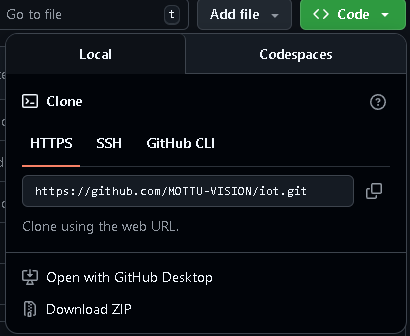 Go to file t Add file Code
Local Codespaces
Clone
HTTPS SSH GitHub CLI
https://github.com/MOTTU-VISION/iot.git
Clone using the web URL.
Open with GitHub Desktop
Download ZIP